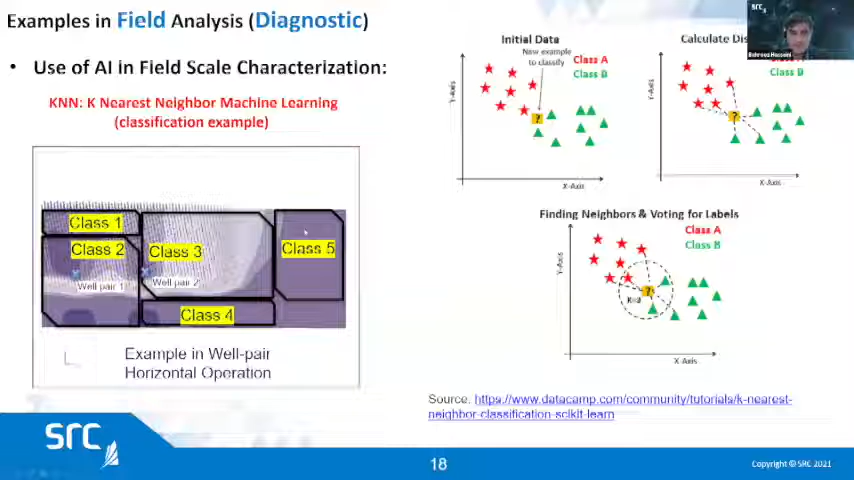 Examples in Field Analysis (Diagnostic)
• Use of AI in Field Scale Characterization:
KNN: K Nearest Neighbor Machine Learning
(classification example)
Class 1
Class 2
Class 3
Class 5
Well pair 1
Well pair 2
Class 4
Example in Well-pair
Horizontal Operation
Initial Data
New example
to classify
Class A
Class B
Y-Axis
?
X-Axis
Calculate
Class B
Y-Axis
?
X-Axis
Finding Neighbors & Voting for Labels
Class A
Class B
Y-Axis
?
X-Axis
Source: https://www.datacamp.com/community/tutorials/k-nearest-
neighbor-classification-scikit-learn
src
18
Copyright © SRC 2021
SRC